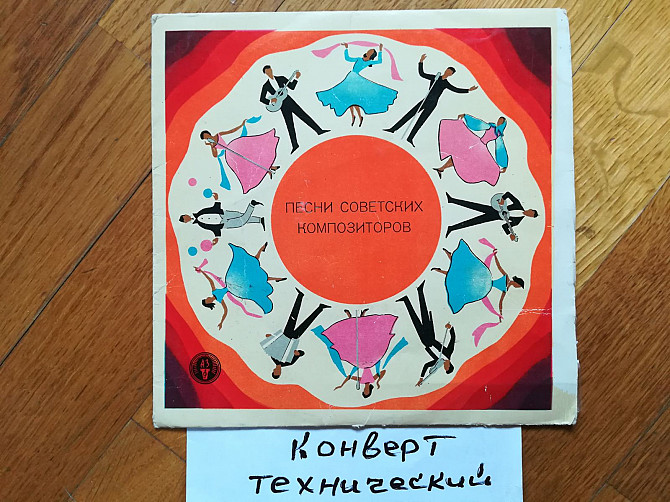 ПЕСНИ СОВЕТСКИХ
КОМПОЗИТОРОВ
Конверт
технический